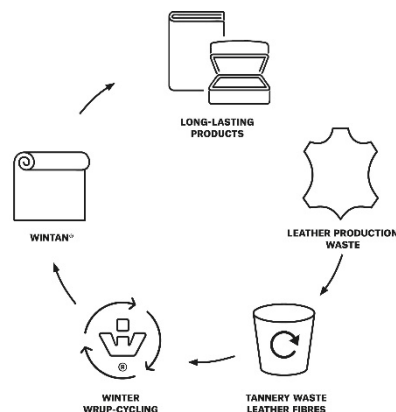 LONG-LASTING
PRODUCTS
LEATHER PRODUCTION
WASTE
TANNERY WASTE
LEATHER FIBRES
WINTER
WRUP-CYCLING
®
WINTAN®